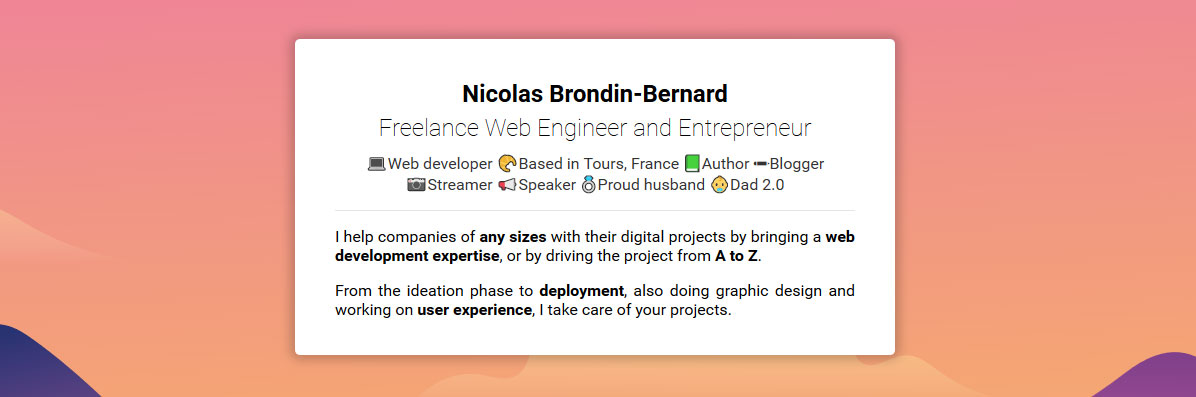 Nicolas Brondin-Bernard
Freelance Web Engineer and Entrepreneur
💻Web developer 🥐Based in Tours, France 📗Author ✒️Blogger
📷Streamer 📢Speaker 💍Proud husband 👶Dad 2.0
I help companies of any sizes with their digital projects by bringing a web
development expertise, or by driving the project from A to Z.
From the ideation phase to deployment, also doing graphic design and
working on user experience, I take care of your projects.